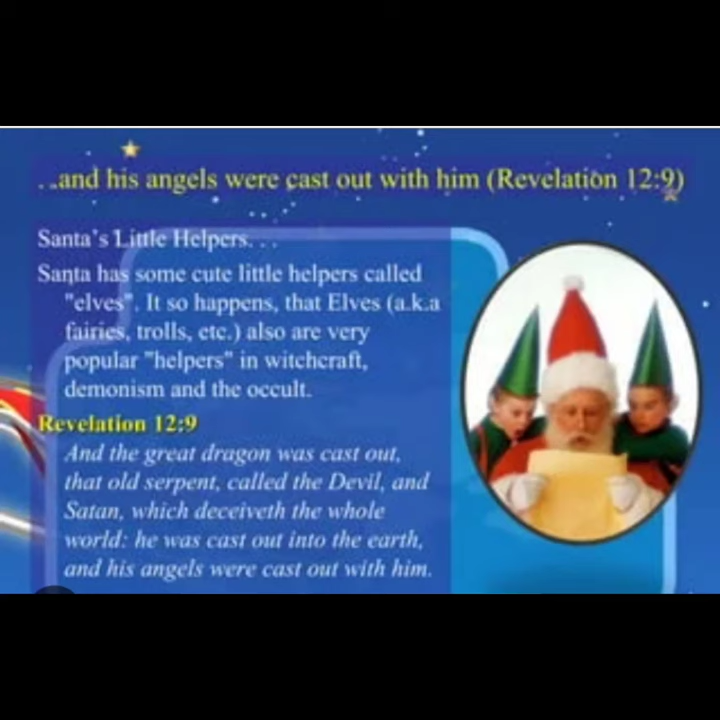 ...and his angels were cast out with him (Revelation 12:9)
Santa's Little Helpers. . .
Santa has some cute little helpers called
"elves". It so happens, that Elves (a.k.a
fairies, trolls, etc.) also are very
popular "helpers" in witchcraft,
demonism and the occult.
Revelation 12:9
And the great dragon was cast out,
that old serpent, called the Devil, and
Satan, which deceiveth the whole
world: he was cast out into the earth,
and his angels were cast out with him.